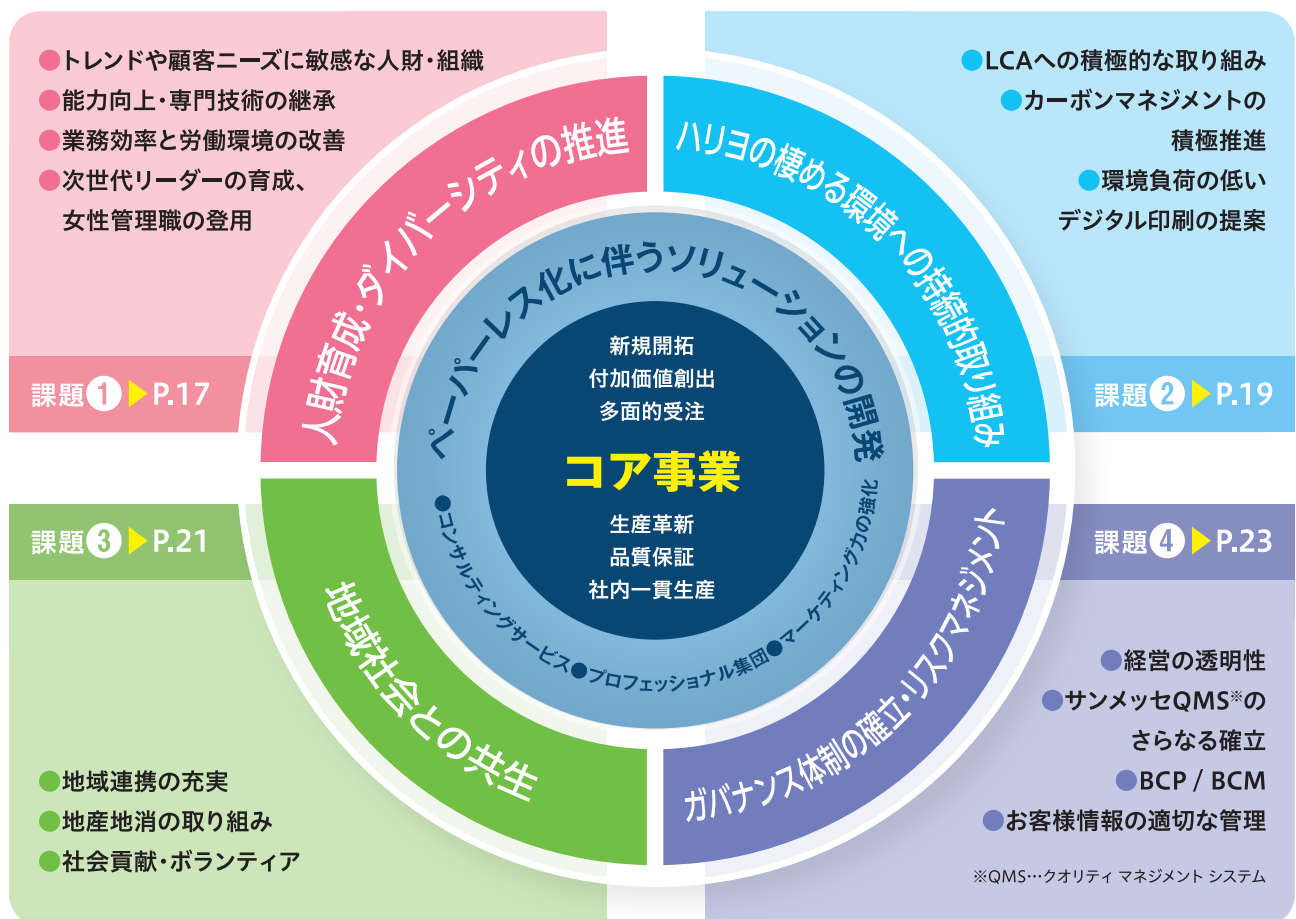 ●トレンドや顧客ニーズに敏感な人財・組織
●能力向上・専門技術の継承
●業務効率と労働環境の改善
●次世代リーダーの育成、
女性管理職の登用
課題1▶P.17
人財育成・ダイバーシティの推進
●LCAへの積極的な取り組み
●カーボンマネジメントの
積極推進
●環境負荷の低い
デジタル印刷の提案
課題2▶P.19
ハリヨの棲める環境への持続的取り組み
ペーパーレス化に伴うソリューションの開発
新規開拓
付加価値創出
多面的受注
コア事業
生産革新
品質保証
社内一貫生産
●コンサルティングサービス●プロフェッショナル集団●マーケティング力の強化
課題3▶P.21
地域社会との共生
●地域連携の充実
●地産地消の取り組み
●社会貢献・ボランティア
課題4▶P.23
ガバナンス体制の確立・リスクマネジメント
●経営の透明性
●サンメッセQMS※の
さらなる確立
●BCP / BCM
●お客様情報の適切な管理
※QMS…クオリティ マネジメント システム